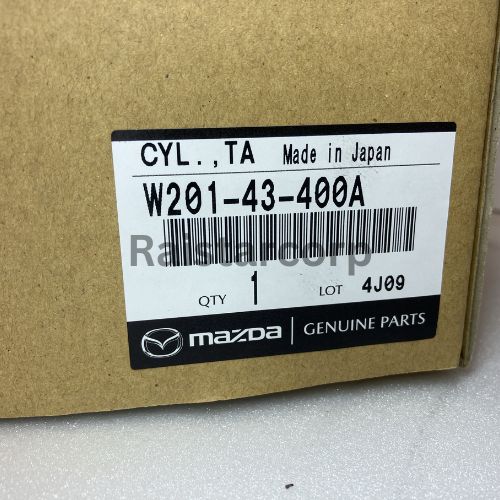 CYL.,TA Made in Japan
W201-43-400A
Raistarcorp
QTY 1 LOT 4J09
mazda GENUINE PARTS